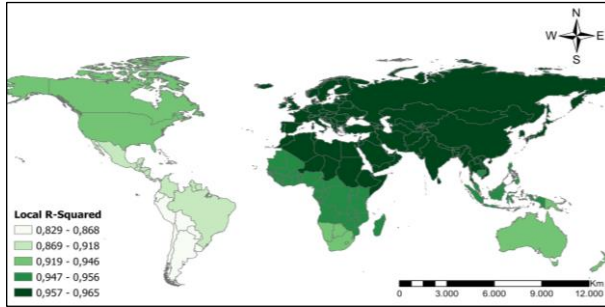 N
W E
S
Local R-Squared
0,829 - 0,868
0,869 - 0,918
0,919 - 0,946
0,947 - 0,956
0,957 - 0,965
Km
0 3.000 6.000 9.000 12.000